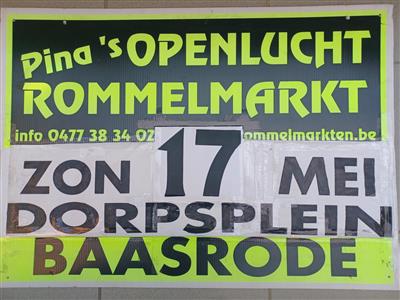 Pina's OPENLUCHT
ROMMELMARKT
info 0477 38 34 02 ommelmarkten.be
ZON 17 MEI
DORPSPLEIN
BAASRODE